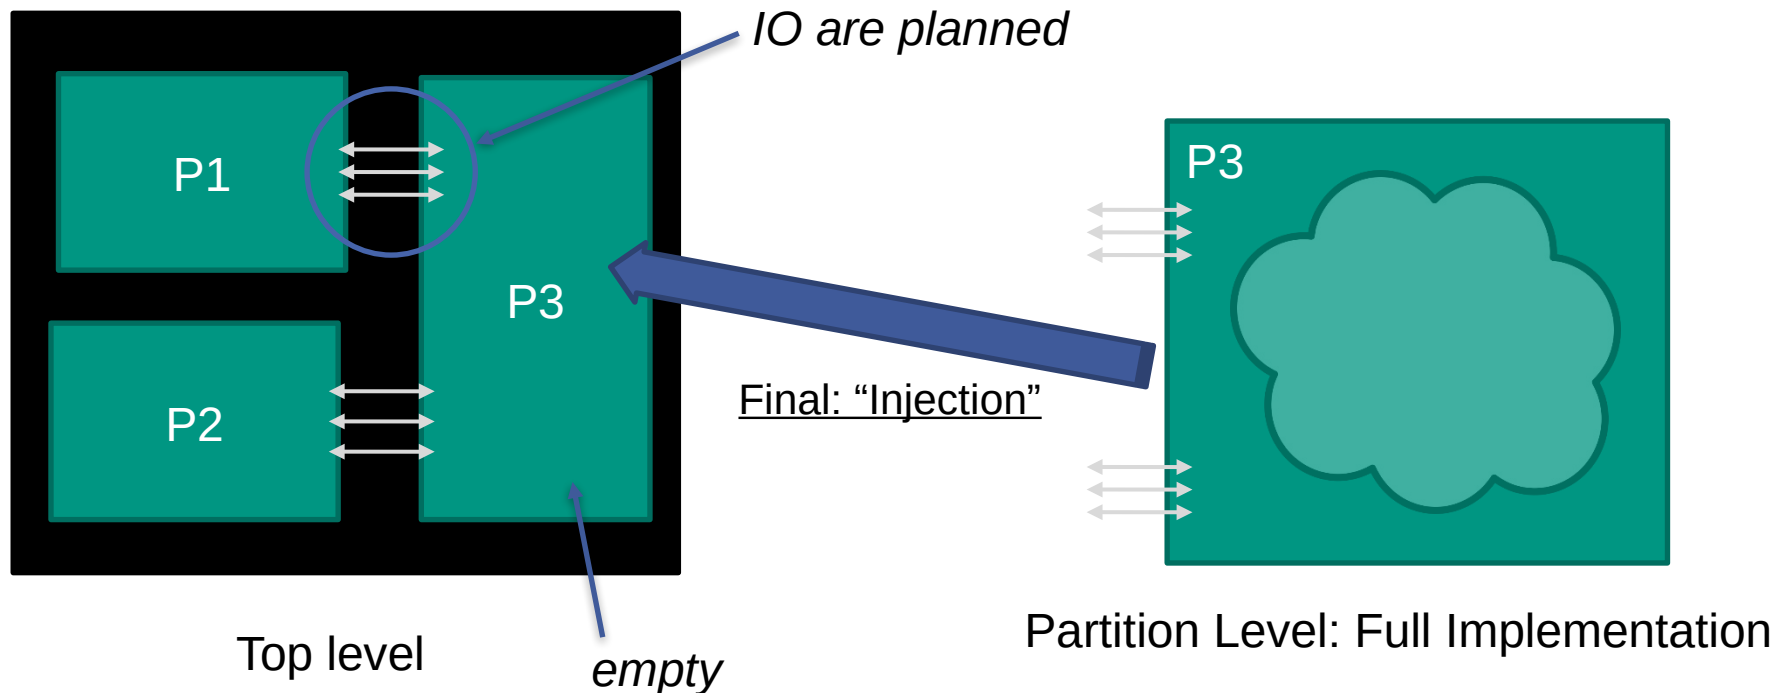 IO are planned
P1
P3
P2
Final: “Injection”
P3
Top level
empty
Partition Level: Full Implementation